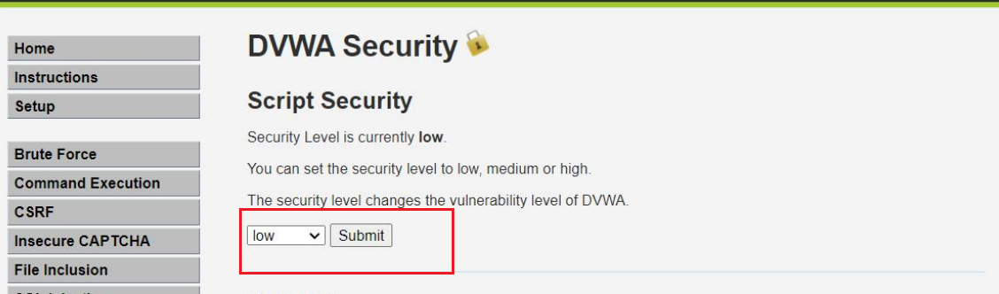 Home
Instructions
Setup
Brute Force
Command Execution
CSRF
Insecure CAPTCHA
File Inclusion
DVWA Security
Script Security
Security Level is currently low.
You can set the security level to low, medium or high.
The security level changes the vulnerability level of DVWA.
low Submit